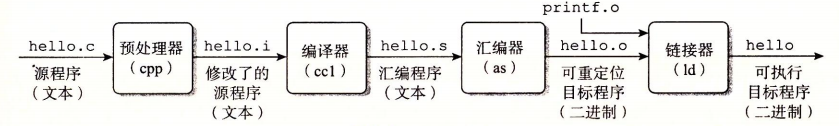 printf.o
hello.c
预处理器
(cpp)
hello.i
编译器
(cc1)
hello.s
汇编器
(as)
hello.o
链接器
(ld)
hello
源程序
(文本)
修改了的
源程序
(文本)
汇编程序
(文本)
可重定位
目标程序
(二进制)
可执行
目标程序
(二进制)